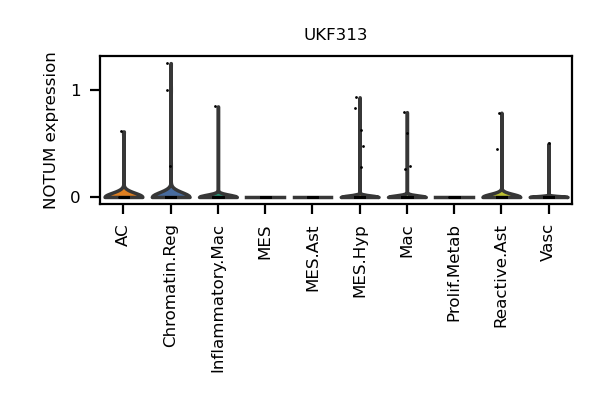 UKF313
NOTUM expression
1
0
AC
Chromatin.Reg
Inflammatory.Mac
MES
MES.Ast
MES.Hyp
Mac
Prolif.Metab
Reactive.Ast
Vasc